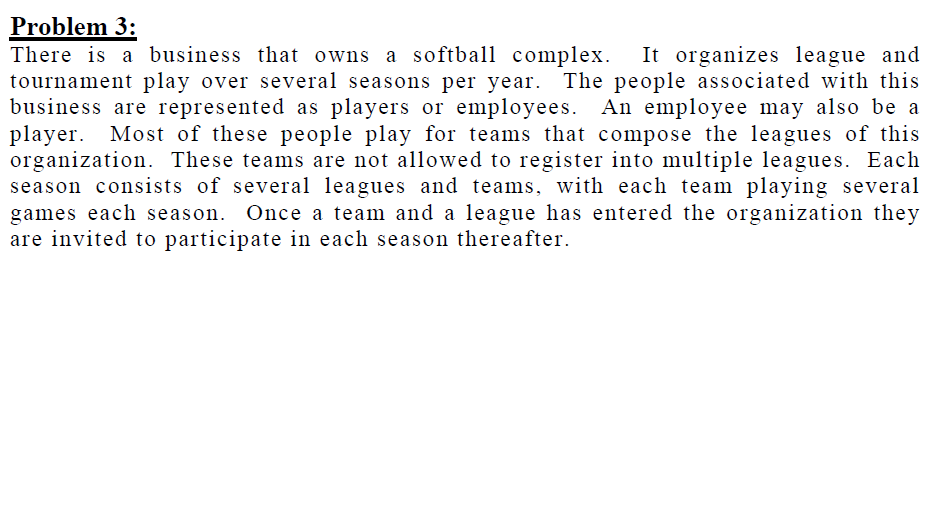 Problem 3:
There is a business that owns a softball complex. It organizes league and
tournament play over several seasons per year. The people associated with this
business are represented as players or employees. An employee may also be a
player. Most of these people play for teams that compose the leagues of this
organization. These teams are not allowed to register into multiple leagues. Each
season consists of several leagues and teams, with each team playing several
games each season. Once a team and a league has entered the organization they
are invited to participate in each season thereafter.